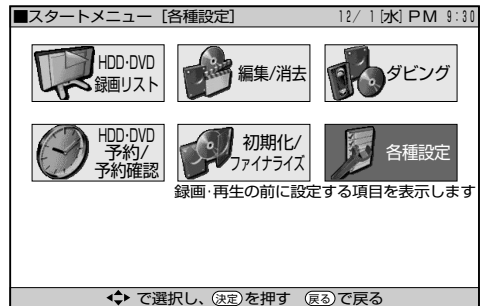 ■スタートメニュー [各種設定] 12/ 1[水] PM 9:30
HDD･DVD
録画リスト
編集/消去
ダビング
HDD･DVD
予約/
予約確認
初期化/
ファイナライズ
各種設定
録画･再生の前に設定する項目を表示します
で選択し、決定を押す 戻るで戻る